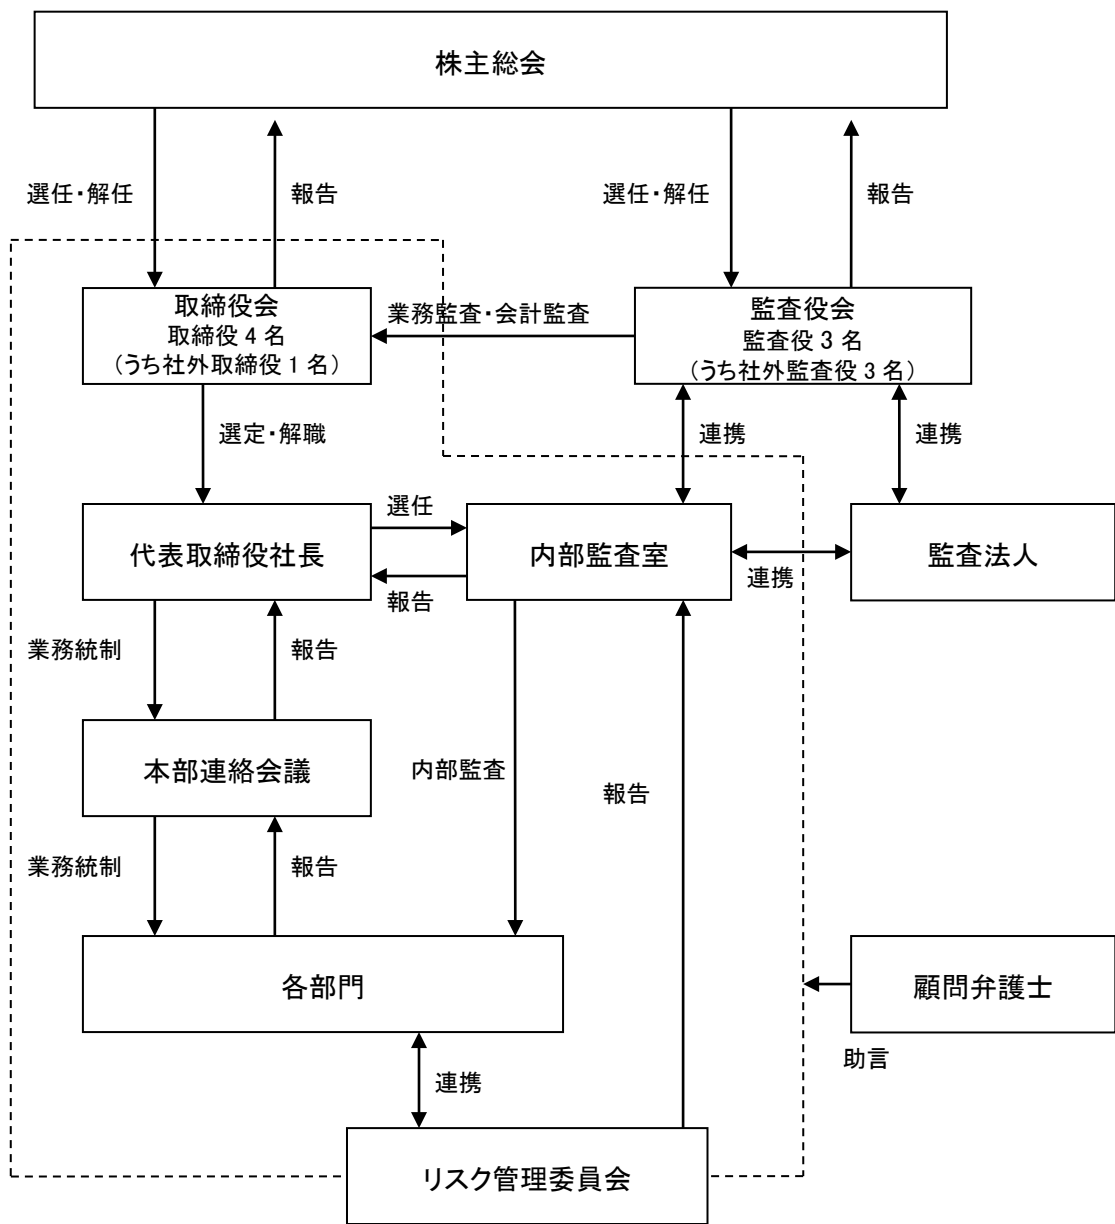 株主総会
選任・解任
報告
選任・解任
報告
取締役会
取締役 4 名
(うち社外取締役 1 名)
業務監査・会計監査
監査役会
監査役 3 名
(うち社外監査役 3 名)
選定・解職
連携
連携
代表取締役社長
選任
報告
内部監査室
連携
監査法人
業務統制
報告
本部連絡会議
内部監査
報告
業務統制
報告
各部門
顧問弁護士
助言
連携
リスク管理委員会